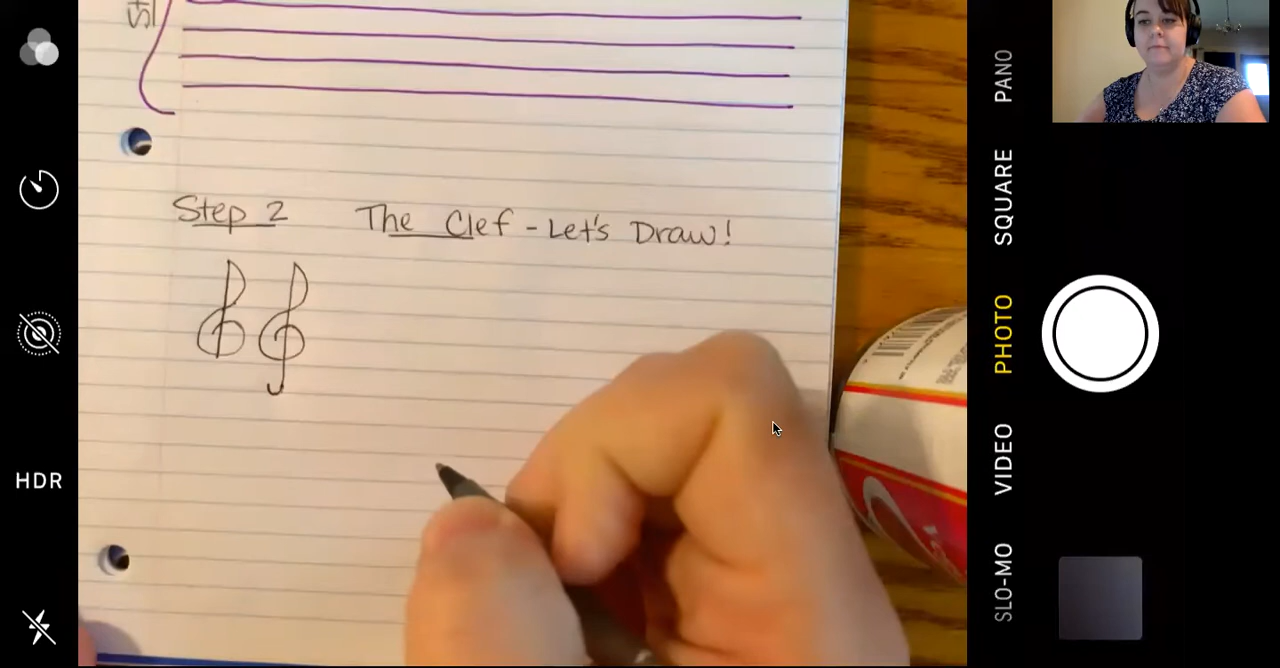 Step 2 The Clef - Let's Draw!
HDR
PANO
SQUARE
PHOTO
VIDEO
SLO-MO